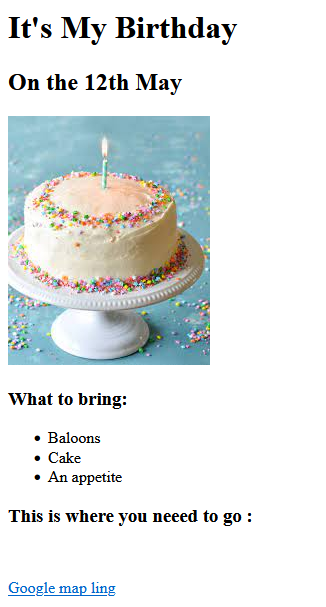 It's My Birthday
On the 12th May
What to bring:
Baloons
Cake
An appetite
This is where you neeed to go :
Google map ling